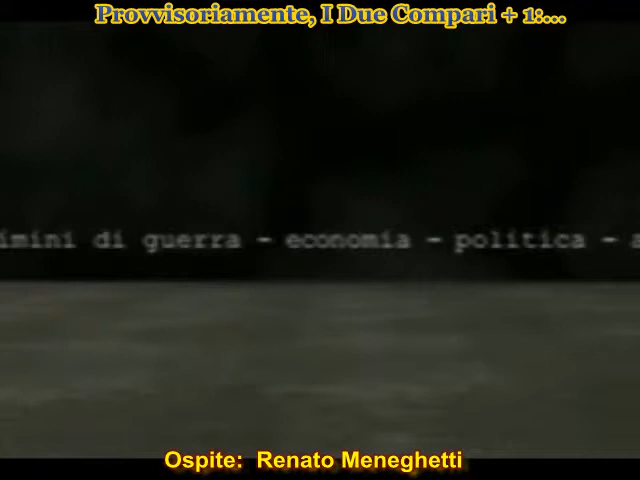 Provvisoriamente, I Due Compari + 1:...
imini di guerra - economia - politica - a
Ospite: Renato Meneghetti